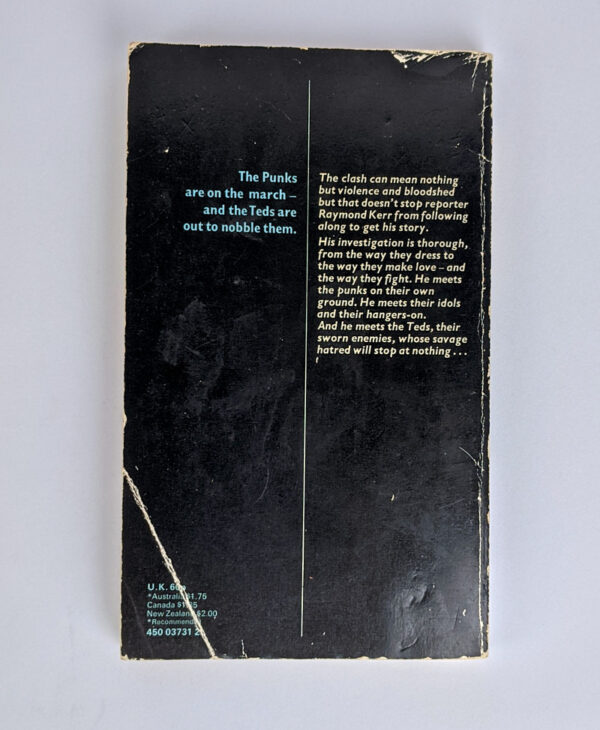 The Punks
are on the march –
and the Teds are
out to nobble them.
The clash can mean nothing
but violence and bloodshed
but that doesn't stop reporter
Raymond Kerr from following
along to get his story.
His investigation is thorough,
from the way they dress to
the way they make love – and
the way they fight. He meets
the punks on their own
ground. He meets their idols
and their hangers-on.
And he meets the Teds, their
sworn enemies, whose savage
hatred will stop at nothing ...
U.K.
*Australia $1.75
Canada
New Zealand $2.00
*Recommended
450 03731 2